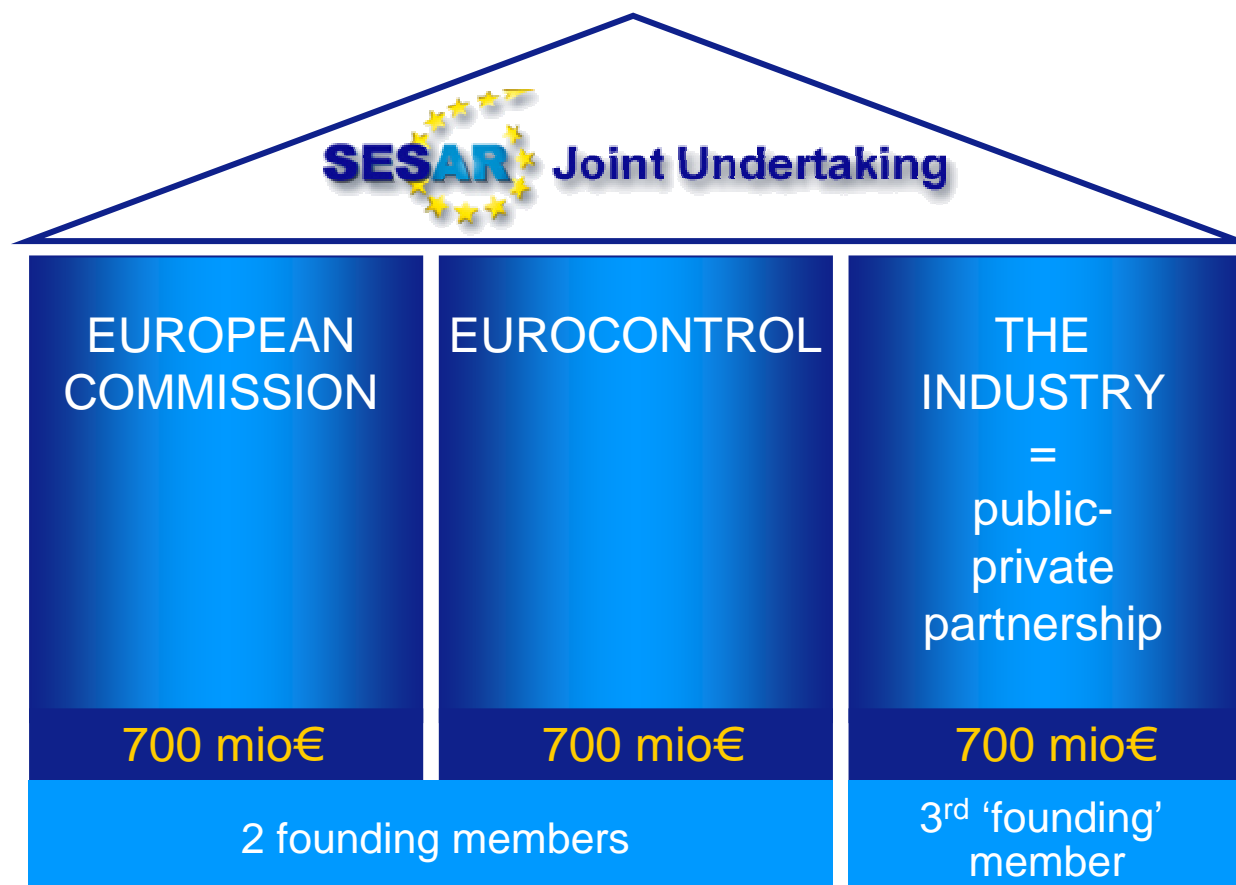 SESAR Joint Undertaking
EUROPEAN
COMMISSION
EUROCONTROL
THE
INDUSTRY
=
public-
private
partnership
700 mio€
700 mio€
700 mio€
2 founding members
3rd ‘founding’
member